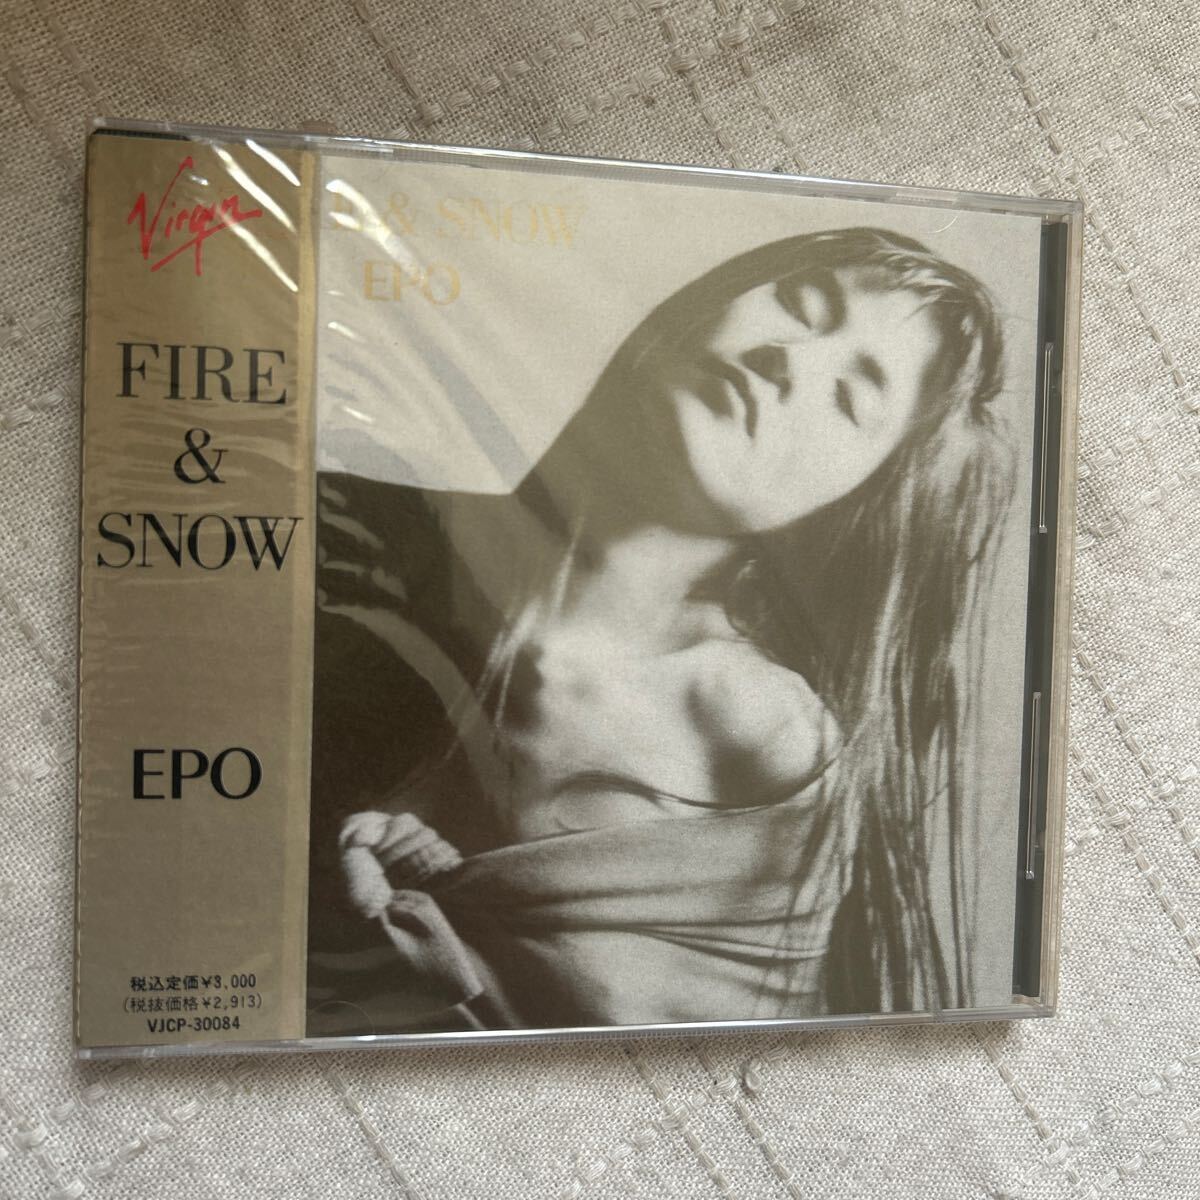 Virgin
FIRE
&
SNOW
EPO
税込定価¥3,000
(税抜価格¥2,913)
VJCP-30084
& SNOW
EPO